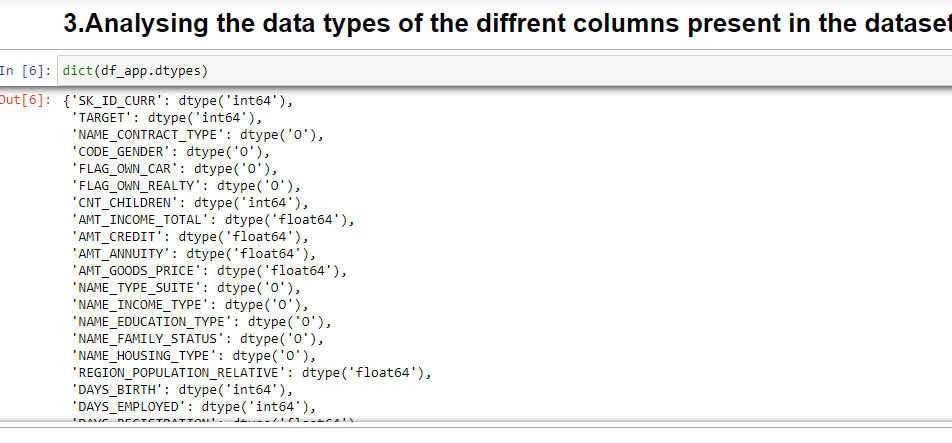 3.Analysing the data types of the diffrent columns present in the dataset
In [6]: dict(df_app.dtypes)
Out[6]: {'SK_ID_CURR': dtype('int64'),
'TARGET': dtype('int64'),
'NAME_CONTRACT_TYPE': dtype('O'),
'CODE_GENDER': dtype('O'),
'FLAG_OWN_CAR': dtype('O'),
'FLAG_OWN_REALTY': dtype('O'),
'CNT_CHILDREN': dtype('int64'),
'AMT_INCOME_TOTAL': dtype('float64'),
'AMT_CREDIT': dtype('float64'),
'AMT_ANNUITY': dtype('float64'),
'AMT_GOODS_PRICE': dtype('float64'),
'NAME_TYPE_SUITE': dtype('O'),
'NAME_INCOME_TYPE': dtype('O'),
'NAME_EDUCATION_TYPE': dtype('O'),
'NAME_FAMILY_STATUS': dtype('O'),
'NAME_HOUSING_TYPE': dtype('O'),
'REGION_POPULATION_RELATIVE': dtype('float64'),
'DAYS_BIRTH': dtype('int64'),
'DAYS_EMPLOYED': dtype('int64'),
'DAYS_REGISTRATION': dtype('float64'),